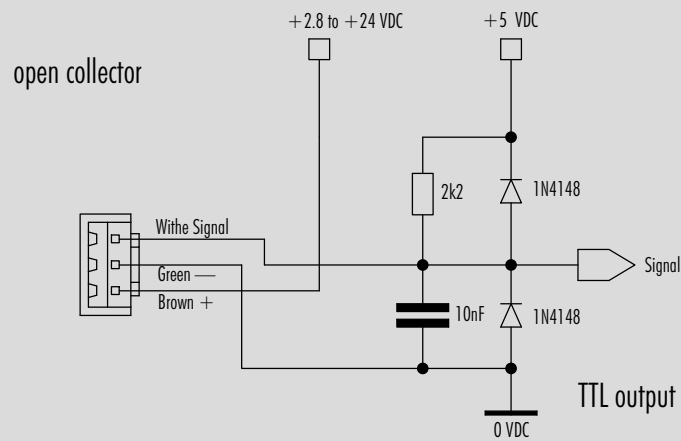 +2.8 to +24 VDC
+5 VDC
open collector
2k2
1N4148
Withe Signal
Green —
Brown +
Signal
10nF
1N4148
TTL output
0 VDC